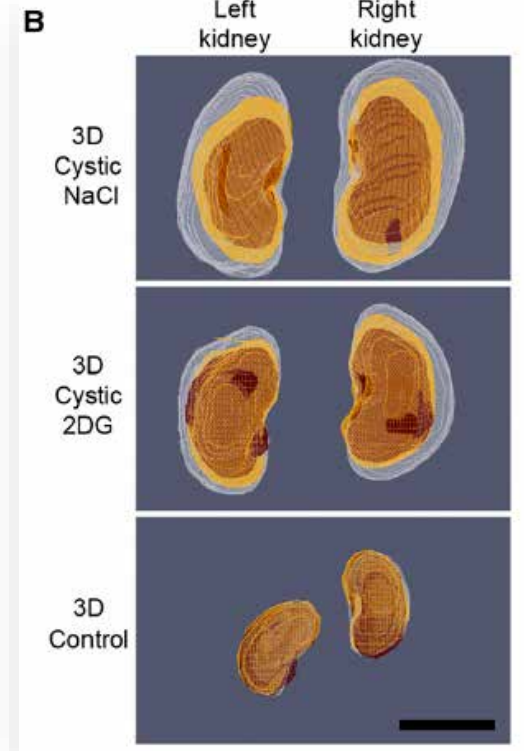 B
Left
kidney
Right
kidney
3D
Cystic
NaCl
3D
Cystic
2DG
3D
Control